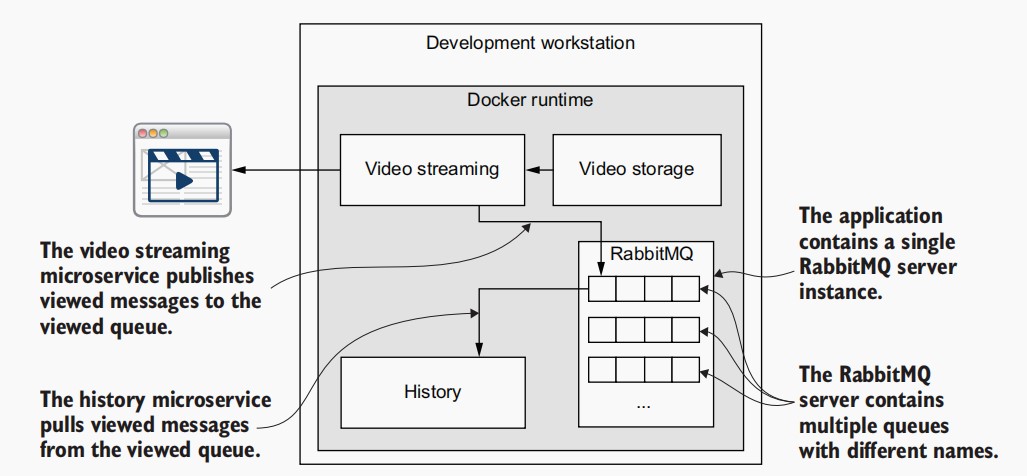 Development workstation
Docker runtime
Video streaming
Video storage
The video streaming
microservice publishes
viewed messages to the
viewed queue.
RabbitMQ
The application
contains a single
RabbitMQ server
instance.
The history microservice
pulls viewed messages
from the viewed queue.
History
...
The RabbitMQ
server contains
multiple queues
with different names.